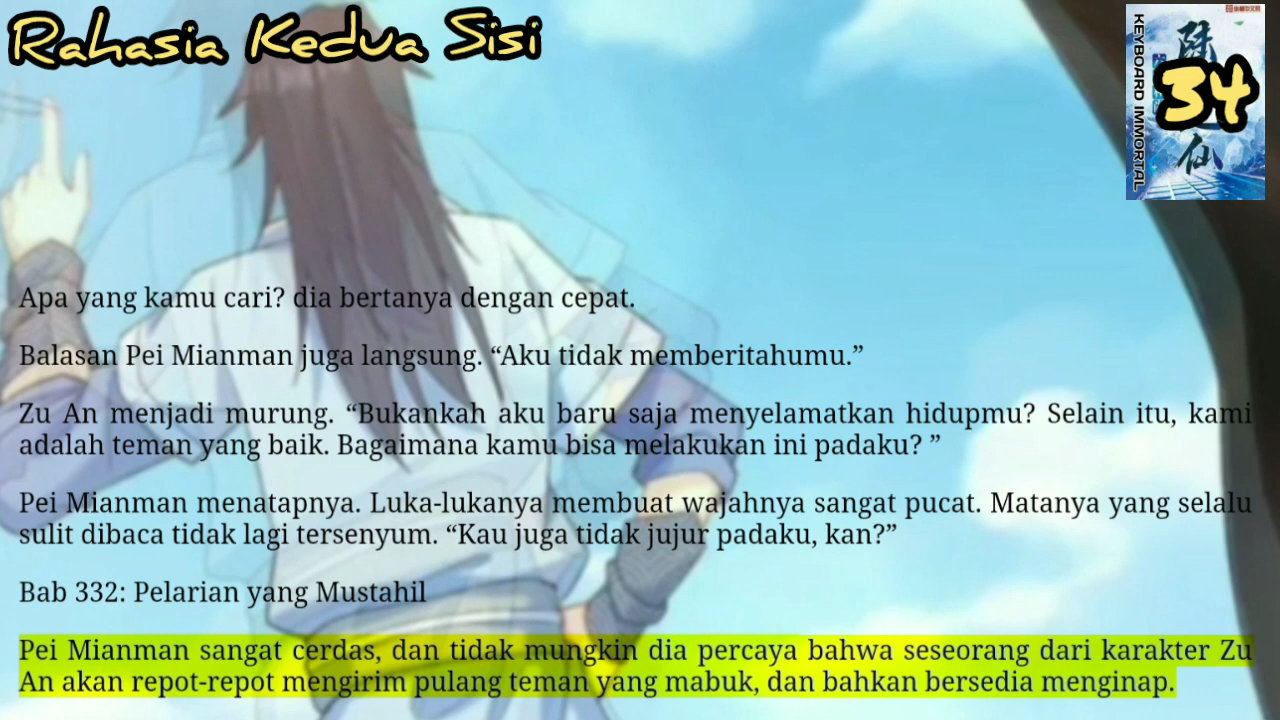 Rahasia Kedua Sisi
KEYBOARD IMMORTAL
34
Apa yang kamu cari? dia bertanya dengan cepat.
Balasan Pei Mianman juga langsung. “Aku tidak memberitahumu.”
Zu An menjadi murung. “Bukankah aku baru saja menyelamatkan hidupmu? Selain itu, kami
adalah teman yang baik. Bagaimana kamu bisa melakukan ini padaku? ”
Pei Mianman menatapnya. Luka-lukanya membuat wajahnya sangat pucat. Matanya yang selalu
sulit dibaca tidak lagi tersenyum. “Kau juga tidak jujur padaku, kan?”
Bab 332: Pelarian yang Mustahil
Pei Mianman sangat cerdas, dan tidak mungkin dia percaya bahwa seseorang dari karakter Zu
An akan repot-repot mengirim pulang teman yang mabuk, dan bahkan bersedia menginap.